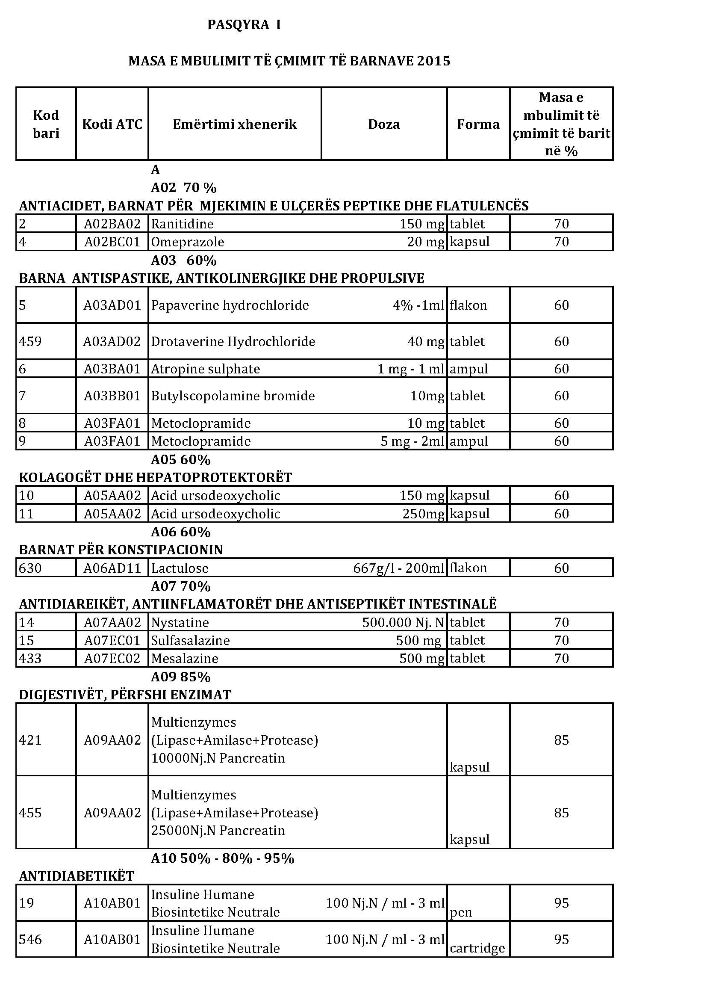 PASQYRA I
MASA E MBULIMIT TË ÇMIMIT TË BARNAVE 2015
Kod bari Kodi ATC Emërtimi xhenerik Doza Forma Masa e mbulimit të çmimit të barit në %
A
A02 70 %
ANTIACIDET, BARNAT PËR MJEKIMIN E ULÇERËS PEPTIKE DHE FLATULENCËS
2 A02BA02 Ranitidine 150 mg tablet 70
4 A02BC01 Omeprazole 20 mg kapsul 70
A03 60%
BARNA ANTISPASTIKE, ANTIKOLINERGJIKE DHE PROPULSIVE
5 A03AD01 Papaverine hydrochloride 4% -1ml flakon 60
459 A03AD02 Drotaverine Hydrochloride 40 mg tablet 60
6 A03BA01 Atropine sulphate 1 mg - 1 ml ampul 60
7 A03BB01 Butylscopolamine bromide 10mg tablet 60
8 A03FA01 Metoclopramide 10 mg tablet 60
9 A03FA01 Metoclopramide 5 mg - 2ml ampul 60
A05 60%
KOLAGOGËT DHE HEPATOPROTEKTORËT
10 A05AA02 Acid ursodeoxycholic 150 mg kapsul 60
11 A05AA02 Acid ursodeoxycholic 250mg kapsul 60
A06 60%
BARNAT PËR KONSTIPACIONIN
630 A06AD11 Lactulose 667g/l - 200ml flakon 60
A07 70%
ANTIDIAREIKËT, ANTIINFLAMATORËT DHE ANTISEPTIKËT INTESTINALË
14 A07AA02 Nystatine 500.000 Nj. N tablet 70
15 A07EC01 Sulfasalazine 500 mg tablet 70
433 A07EC02 Mesalazine 500 mg tablet 70
A09 85%
DIGJESTIVËT, PËRFSHI ENZIMAT
421 A09AA02 Multienzymes
(Lipase+Amilase+Protease)
10000Nj.N Pancreatin kapsul 85
455 A09AA02 Multienzymes
(Lipase+Amilase+Protease)
25000Nj.N Pancreatin kapsul 85
A10 50% - 80% - 95%
ANTIDIABETIKËT
19 A10AB01 Insuline Humane
Biosintetike Neutrale 100 Nj.N / ml - 3 ml pen 95
546 A10AB01 Insuline Humane
Biosintetike Neutrale 100 Nj.N / ml - 3 ml cartridge 95